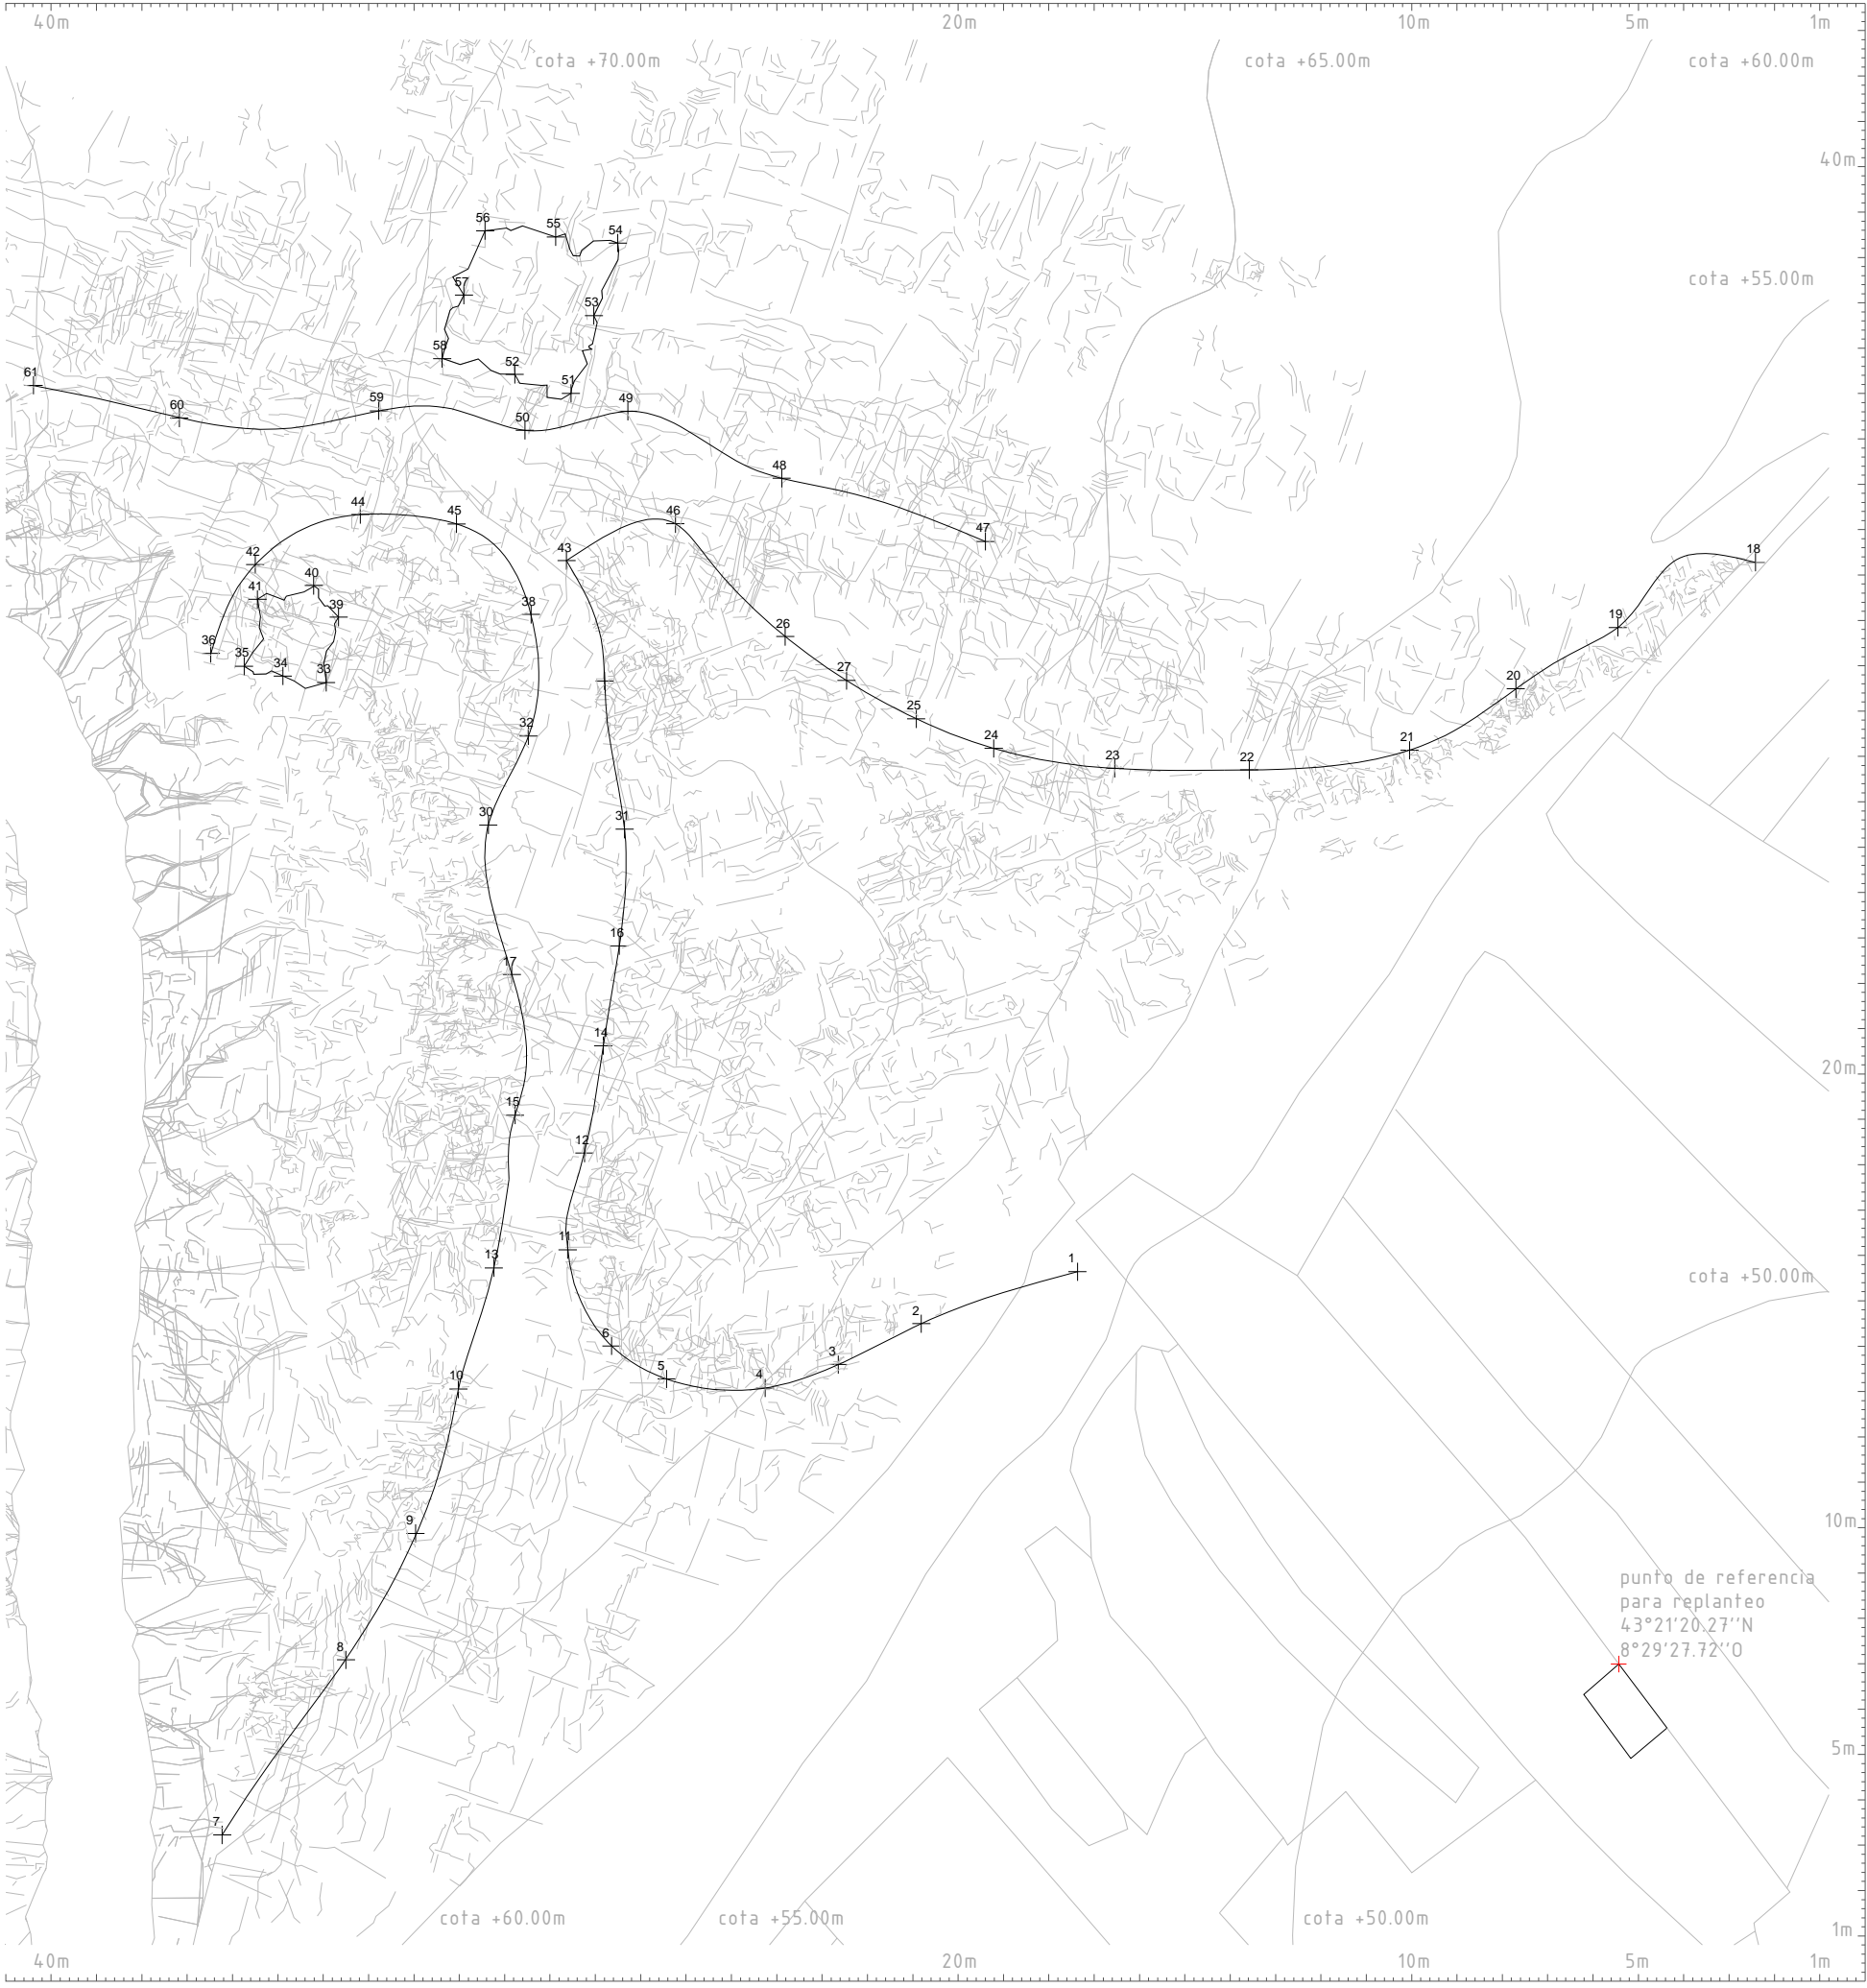 40m 20m 10m 5m 1m
cota +70.00m cota +65.00m cota +60.00m
40m
56 55 54
cota +55.00m
57
53
58 52
61 51
60 59 49
50
48
44 45 46 47
42 43 18
41 40
39 38 19
36 26
35 34 33 27
20
25
32 24 21
23 22
30 31
16
17
14
20m
15
12
11
13 1
cota +50.00m
2
6
3
5 4
10
9
10m
punto de referencia
para replanteo
43°21'20.27''N
8°29'27.72''O
8
5m
7
cota +60.00m cota +55.00m cota +50.00m
1m
40m 20m 10m 5m 1m